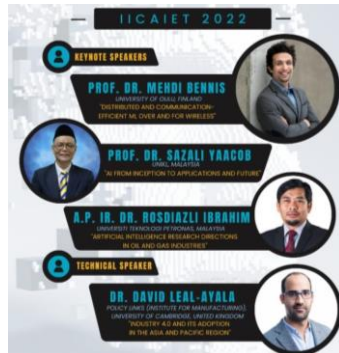 IICAIET 2022
KEYNOTE SPEAKERS
PROF. DR. MEHDI BENNIS
UNIVERSITY OF OULU, FINLAND
"DISTRIBUTED AND COMMUNICATION-
EFFICIENT ML OVER AND FOR WIRELESS"
PROF. DR. SAZALI YAACOB
UNIKL, MALAYSIA
"AI FROM INCEPTION TO APPLICATIONS AND FUTURE"
A.P. IR. DR. ROSDIAZLI IBRAHIM
UNIVERSITI TEKNOLOGI PETRONAS, MALAYSIA
"ARTIFICIAL INTELLIGENCE RESEARCH DIRECTIONS
IN OIL AND GAS INDUSTRIES"
TECHNICAL SPEAKER
DR. DAVID LEAL-AYALA
POLICY LINKS (INSTITUTE FOR MANUFACTURING),
UNIVERSITY OF CAMBRIDGE, UNITED KINGDOM
"INDUSTRY 4.0 AND ITS ADOPTION
IN THE ASIA AND PACIFIC REGION"